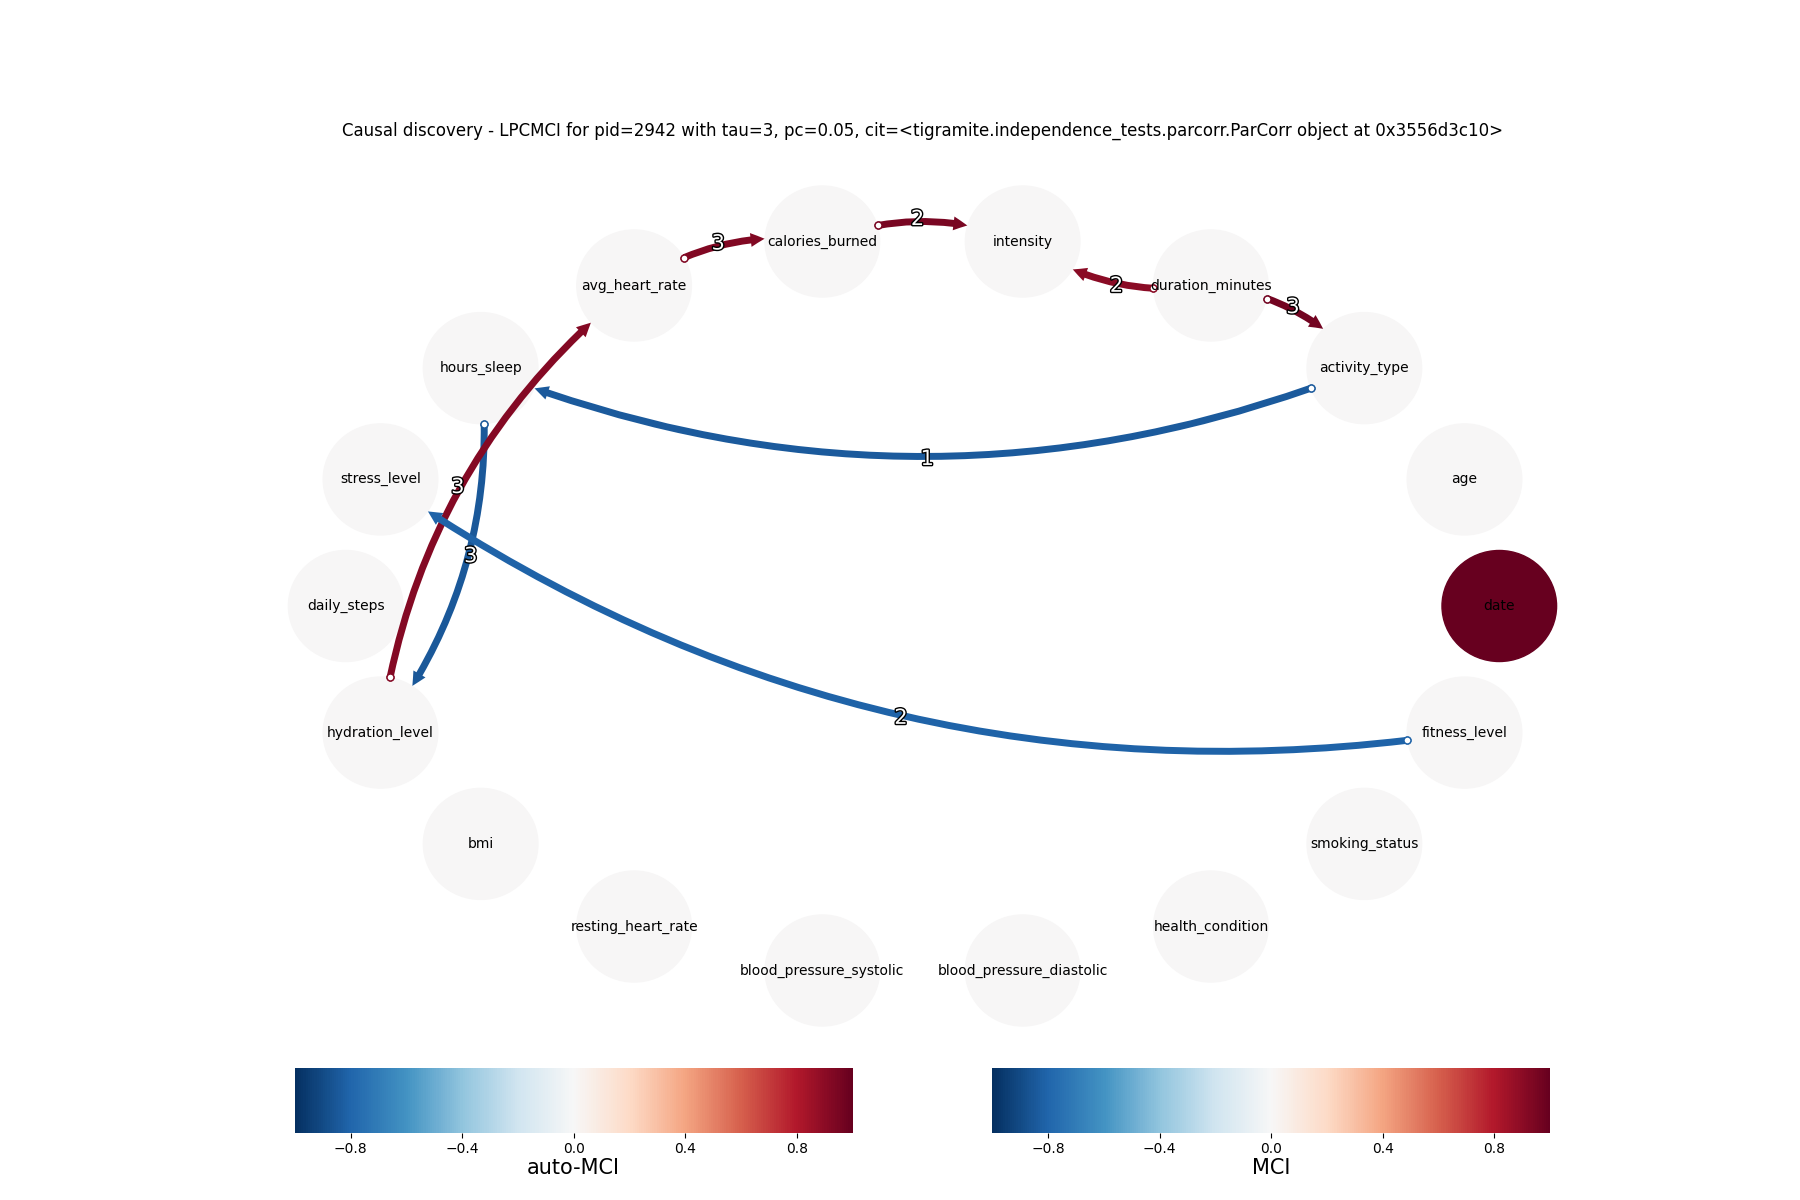 Causal discovery - LPCMCI for pid=2942 with tau=3, pc=0.05, cit=<tigramite.independence_tests.parcorr.ParCorr object at 0x3556d3c10>
calories_burned
2
intensity
3
avg_heart_rate
2
duration_minutes
3
hours_sleep
activity_type
1
stress_level
3
age
3
daily_steps
date
2
hydration_level
fitness_level
bmi
smoking_status
resting_heart_rate
health_condition
blood_pressure_systolic
blood_pressure_diastolic
−0.8 −0.4 0.0 0.4 0.8
auto-MCI
−0.8 −0.4 0.0 0.4 0.8
MCI